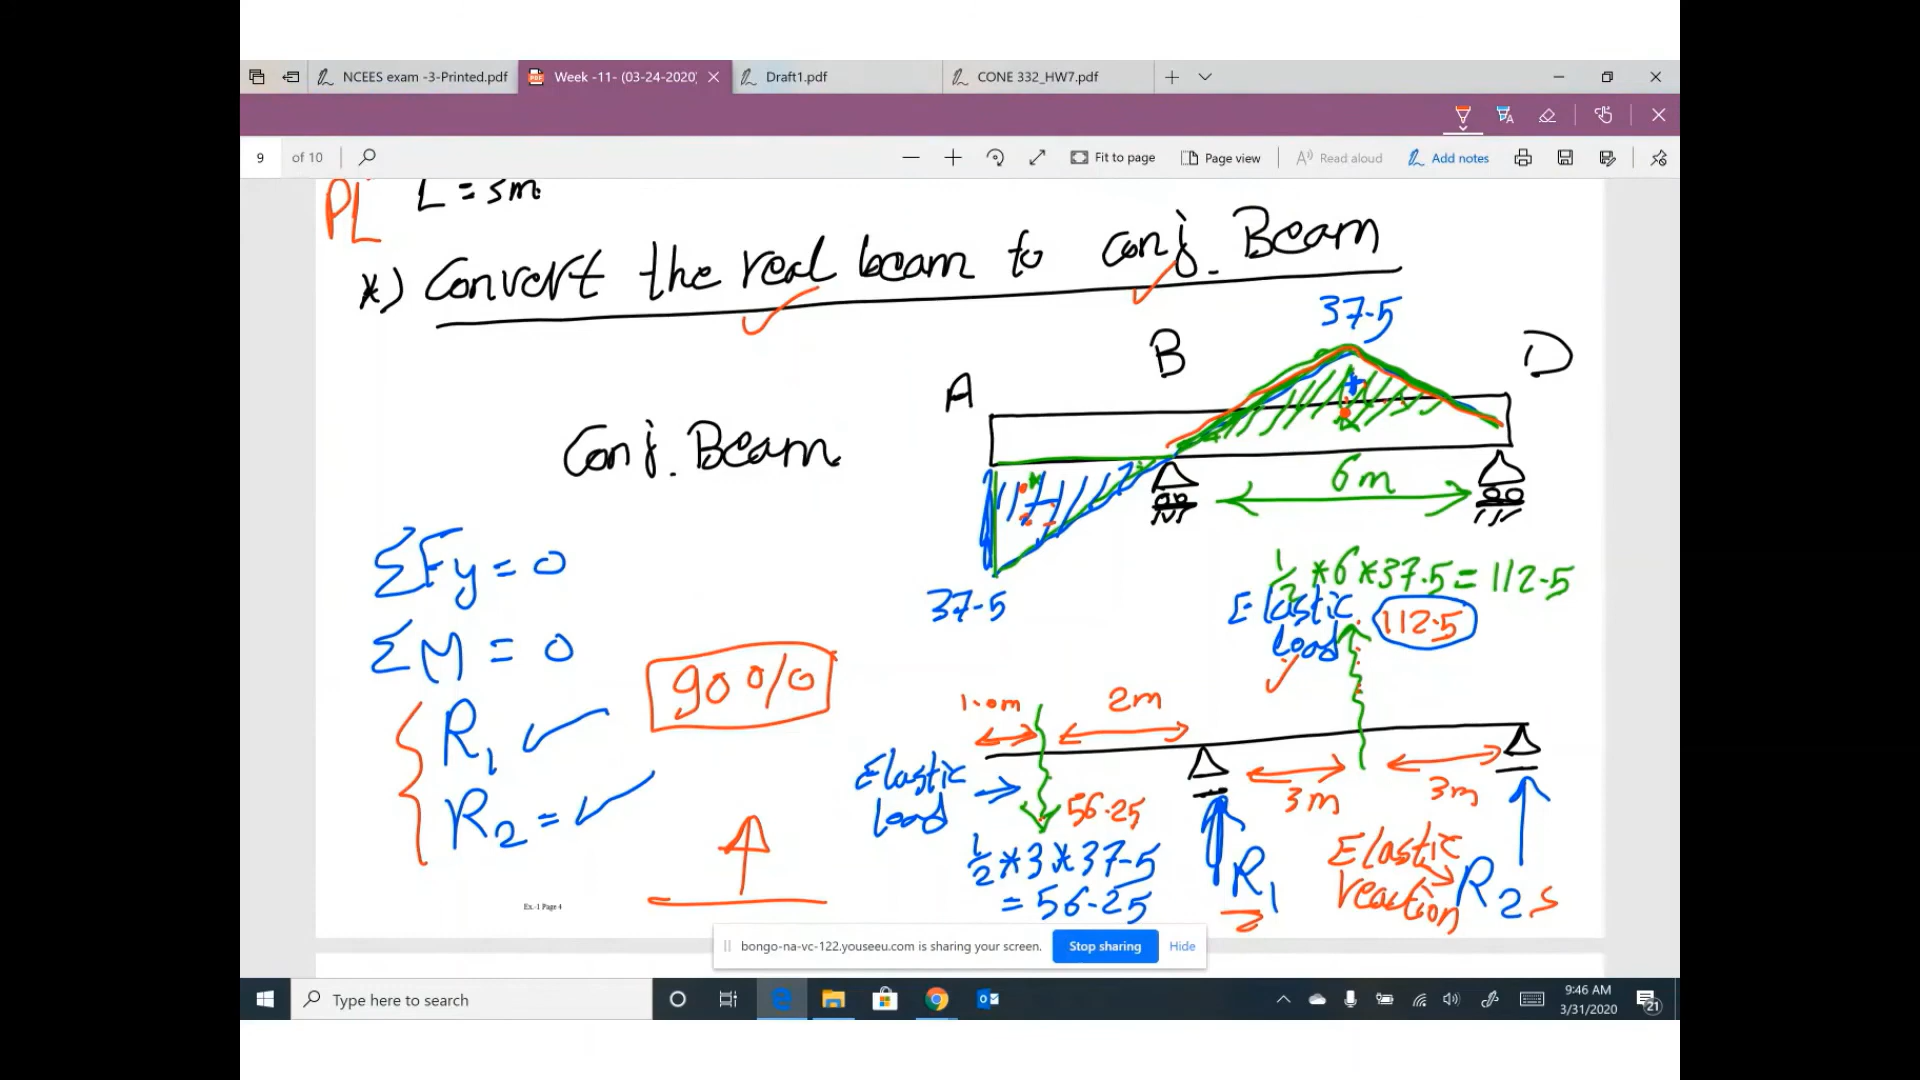 NCEES exam -3-Printed.pdf
Week -11- (03-24-2020)
Draft1.pdf
CONE 332_HW7.pdf
9 of 10
Fit to page
Page view
Read aloud
Add notes
PL
L = 5m
*) Convert the real beam to conj. Beam
37.5
A
B
D
+
Conj. Beam
6m
37.5
ΣFy = 0
ΣM = 0
R1
R2 =
90 %
1/2 * 6 * 37.5 = 112.5
Elastic load
112.5
1.0m
2m
Elastic load
56.25
3m
3m
1/2 * 3 * 37.5
= 56.25
R1
Elastic reaction
R2
s
Ex.-1 Page 4
bongo-na-vc-122.youseeu.com is sharing your screen.
Stop sharing
Hide
Type here to search
9:46 AM
3/31/2020
21